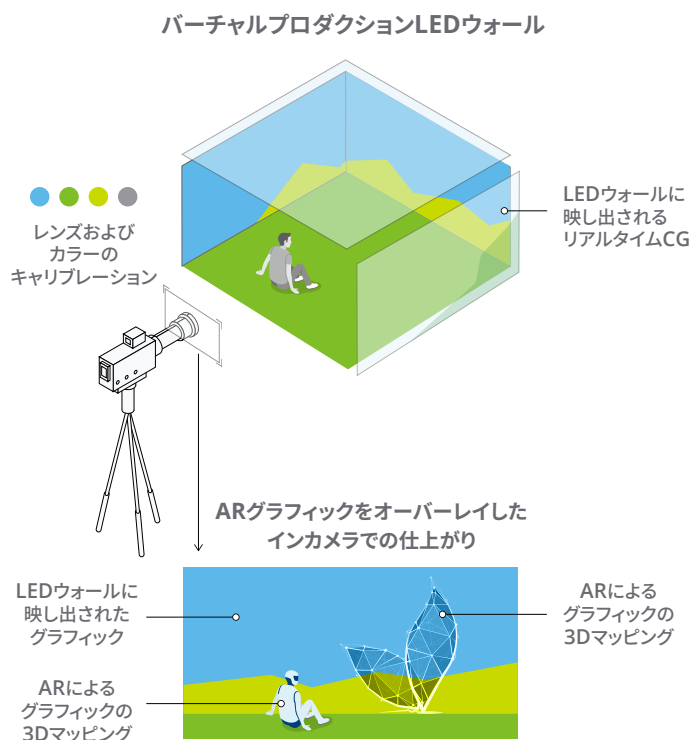 バーチャルプロダクションLEDウォール
レンズおよび
カラーの
キャリブレーション
LEDウォールに
映し出される
リアルタイムCG
ARグラフィックをオーバーレイした
インカメラでの仕上がり
LEDウォールに
映し出された
グラフィック
ARによる
グラフィックの
3Dマッピング
ARによる
グラフィックの
3Dマッピング